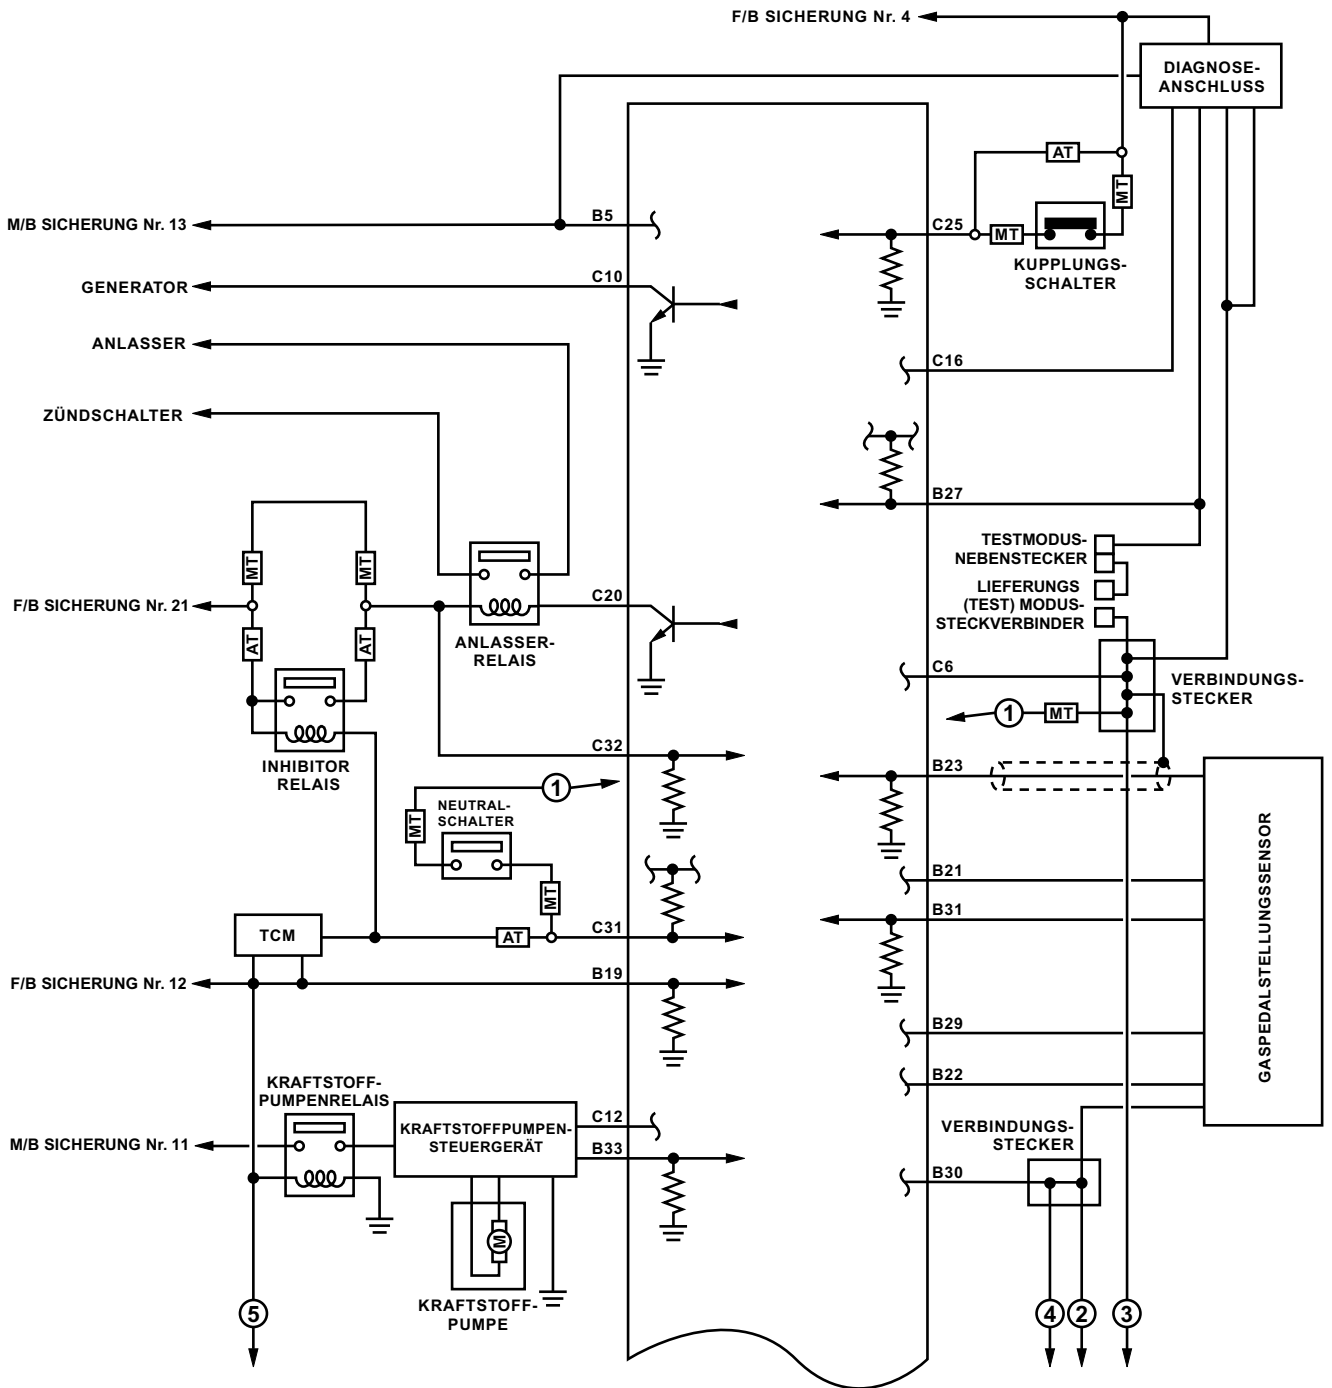 F/B SICHERUNG Nr. 4
DIAGNOSE-
ANSCHLUSS
AT
MT
M/B SICHERUNG Nr. 13
B5
C25
MT
KUPPLUNGS-
SCHALTER
GENERATOR
C10
ANLASSER
C16
ZÜNDSCHALTER
B27
TESTMODUS-
NEBENSTECKER
LIEFERUNGS
(TEST) MODUS-
STECKVERBINDER
MT
MT
F/B SICHERUNG Nr. 21
C20
AT
AT
ANLASSER-
RELAIS
C6
VERBINDUNGS-
STECKER
1
MT
INHIBITOR
RELAIS
C32
1
B23
NEUTRAL-
SCHALTER
MT
MT
B21
B31
TCM
AT
C31
F/B SICHERUNG Nr. 12
B19
GASPEDALSTELLUNGSSENSOR
B29
B22
KRAFTSTOFF-
PUMPENRELAIS
M/B SICHERUNG Nr. 11
KRAFTSTOFFPUMPEN-
STEUERGERÄT
C12
B33
VERBINDUNGS-
STECKER
B30
M
KRAFTSTOFF-
PUMPE
5
4
2
3